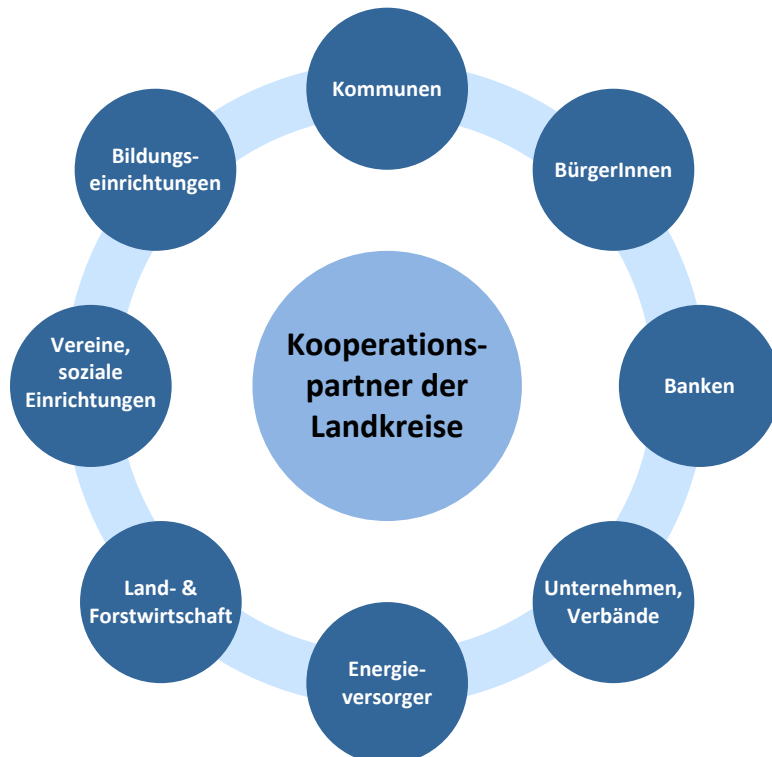 Kommunen
BürgerInnen
Banken
Unternehmen,
Verbände
Energie-
versorger
Land- &
Forstwirtschaft
Vereine,
soziale
Einrichtungen
Bildungs-
einrichtungen
Kooperations-
partner der
Landkreise